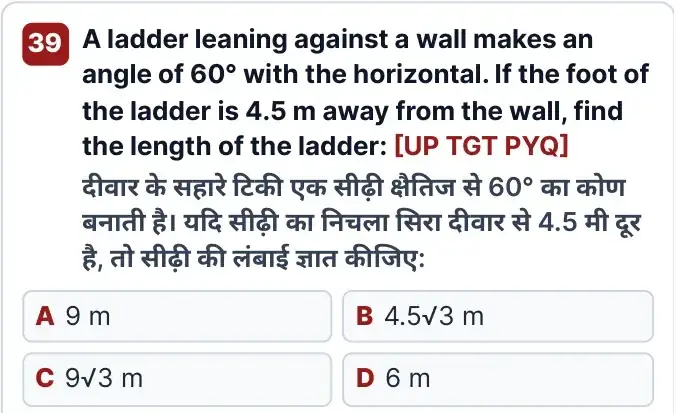 39 A ladder leaning against a wall makes an
angle of 60° with the horizontal. If the foot of
the ladder is 4.5 m away from the wall, find
the length of the ladder: [UP TGT PYQ]
दीवार के सहारे टिकी एक सीढ़ी क्षैतिज से 60° का कोण
बनाती है। यदि सीढ़ी का निचला सिरा दीवार से 4.5 मी दूर
है, तो सीढ़ी की लंबाई ज्ञात कीजिए:
A 9 m
B 4.5√3 m
C 9√3 m
D 6 m